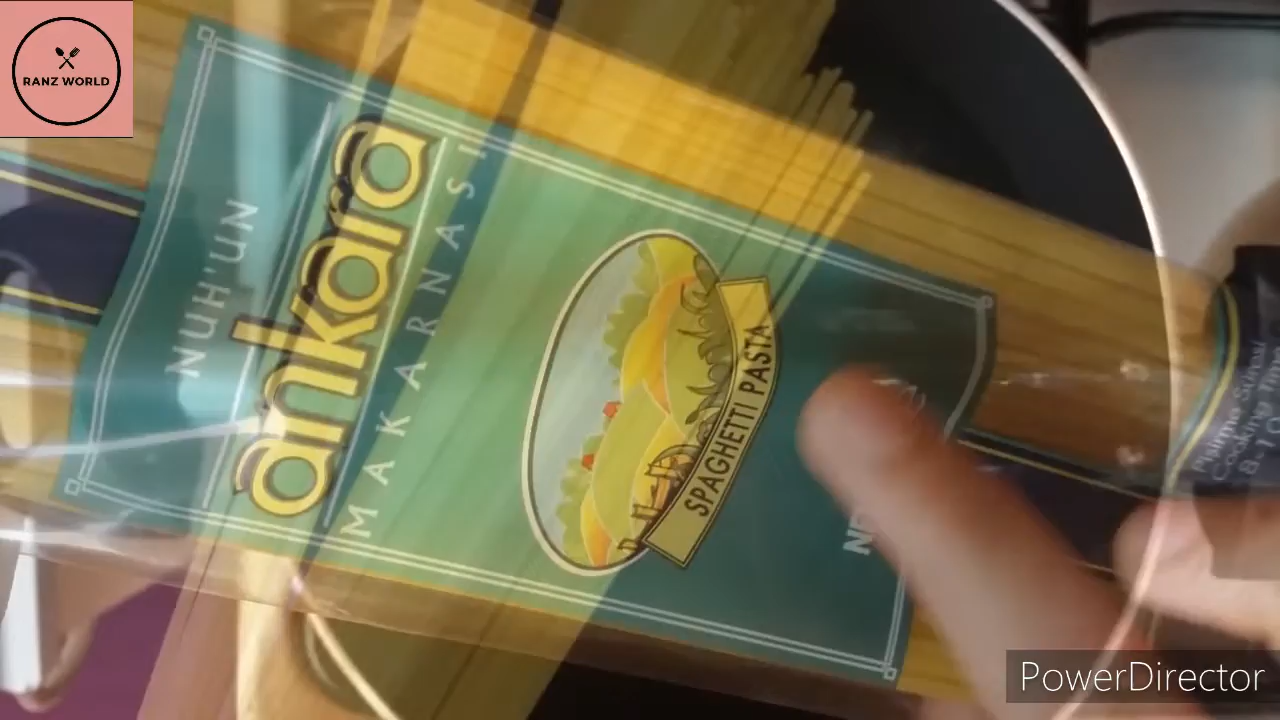 RANZ WORLD
NUH'UN
ankara
MAKARNASI
SPAGHETTI PASTA
Pişirme Süresi
Cooking Time
PowerDirector